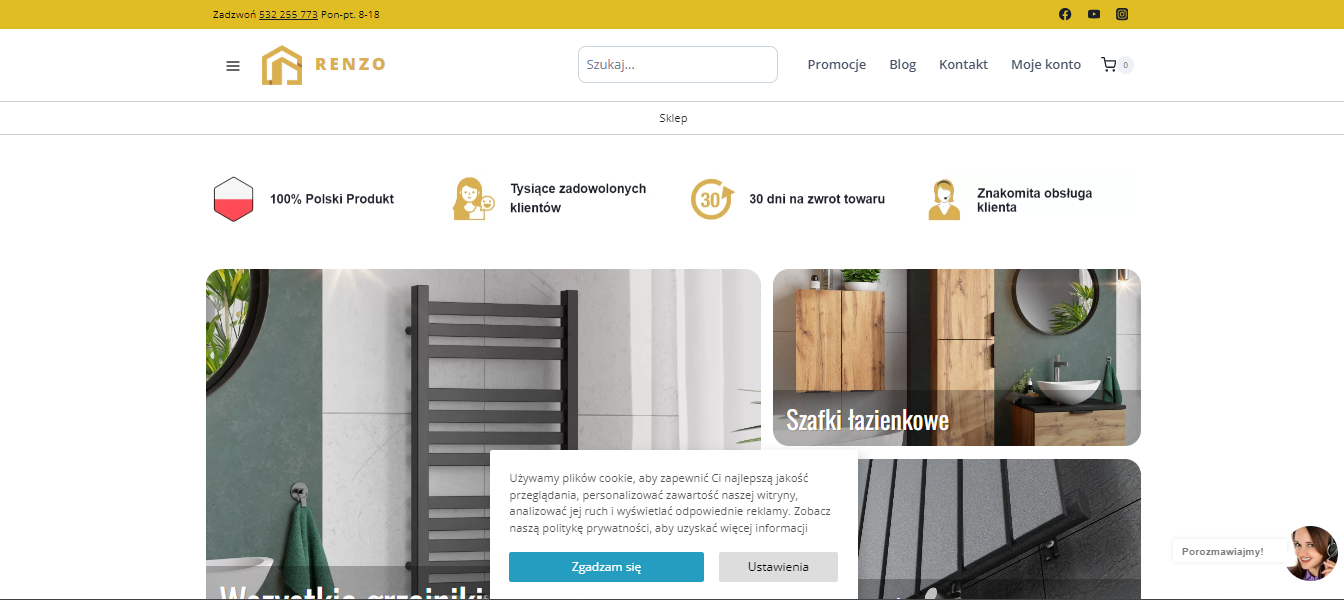 Zadzwoń 532 255 773 Pon-pt. 8-18
RENZO
Szukaj...
Promocje
Blog
Kontakt
Moje konto
0
Sklep
100% Polski Produkt
Tysiące zadowolonych
klientów
30
30 dni na zwrot towaru
Znakomita obsługa
klienta
Szafki łazienkowe
Wszystkie grzejniki
Używamy plików cookie, aby zapewnić Ci najlepszą jakość
przeglądania, personalizować zawartość naszej witryny,
analizować jej ruch i wyświetlać odpowiednie reklamy. Zobacz
naszą politykę prywatności, aby uzyskać więcej informacji
Zgadzam się
Ustawienia
Porozmawiajmy!